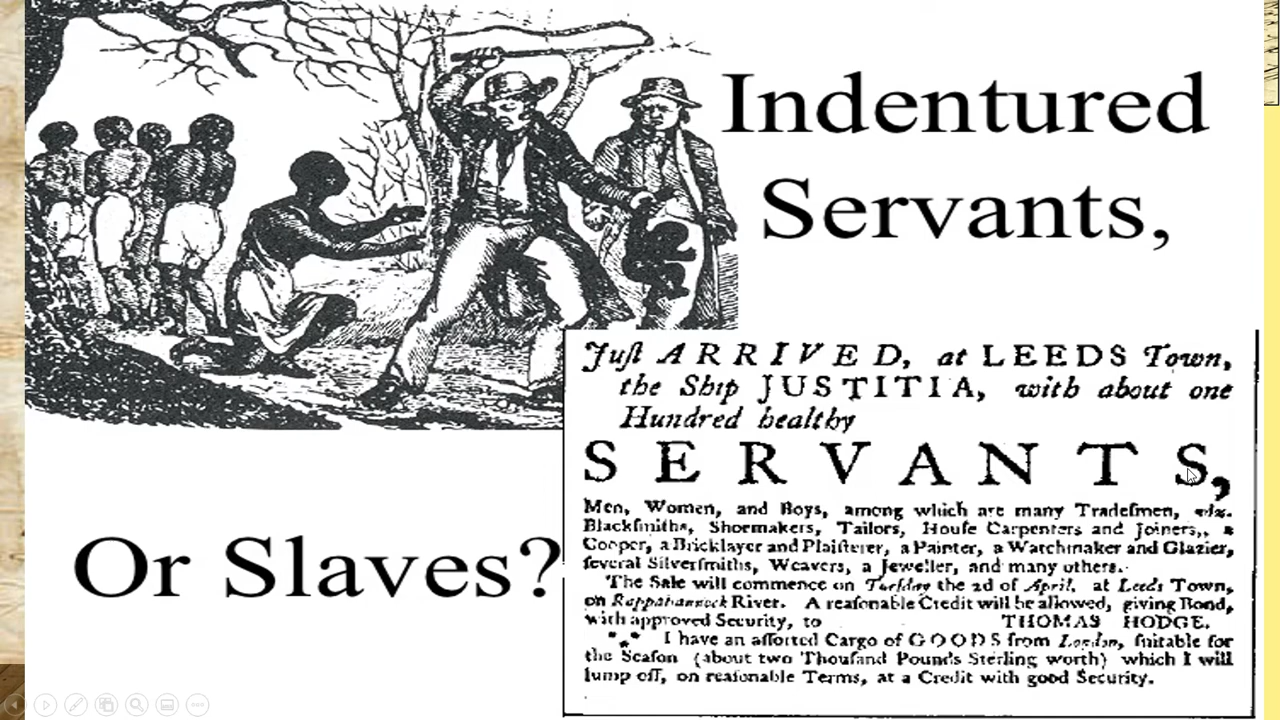 Indentured
Servants,
Juſt ARRIVED, at LEEDS Town,
the Ship JUSTITIA, with about one
Hundred healthy
SERVANTS,
Men, Women, and Boys, among which are many Tradeſmen, viz.
Blackſmiths, Shoemakers, Tailors, Houſe Carpenters and Joiners, a
Cooper, a Bricklayer and Plaiſterer, a Painter, a Watchmaker and Glazier,
ſeveral Silverſmiths, Weavers, a Jeweller, and many others.
The Sale will commence on Tueſday the 2d of April, at Leeds Town,
on Rappahannock River. A reaſonable Credit will be allowed, giving Bond,
with approved Security, to THOMAS HODGE.
*** I have an aſſorted Cargo of GOODS from London, ſuitable for
the Seaſon (about two Thouſand Pounds Sterling worth) which I will
lump off, on reaſonable Terms, at a Credit with good Security.
Or Slaves?